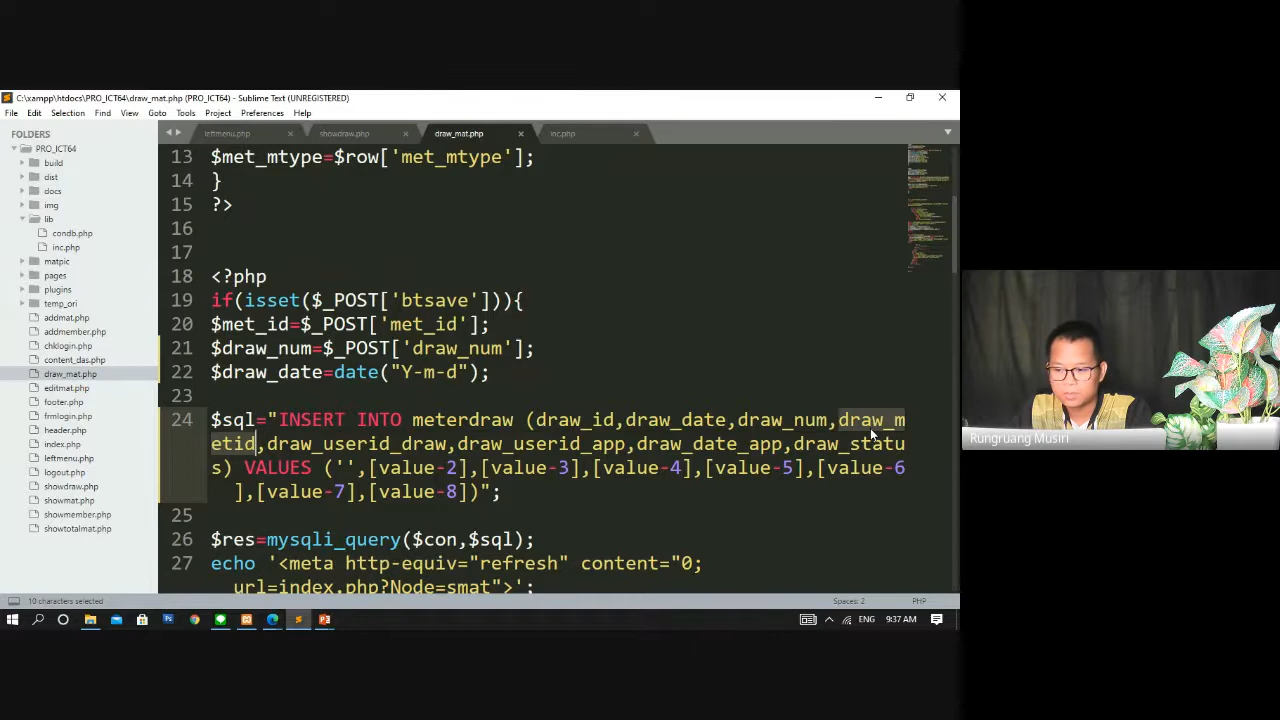 C:\xampp\htdocs\PRO_ICT64\draw_mat.php (PRO_ICT64) - Sublime Text (UNREGISTERED)
File Edit Selection Find View Goto Tools Project Preferences Help
FOLDERS
PRO_ICT64
build
dist
docs
img
lib
condb.php
inc.php
matpic
pages
plugins
temp_ori
addmat.php
addmember.php
chklogin.php
content_das.php
draw_mat.php
editmat.php
footer.php
frmlogin.php
header.php
index.php
leftmenu.php
logout.php
showdraw.php
showmat.php
showmember.php
showtotalmat.php
leftmenu.php showdraw.php draw_mat.php inc.php
13 $met_mtype=$row['met_mtype'];
14 }
15 ?>
16
17
18 <?php
19 if(isset($_POST['btsave'])){
20 $met_id=$_POST['met_id'];
21 $draw_num=$_POST['draw_num'];
22 $draw_date=date("Y-m-d");
23
24 $sql="INSERT INTO meterdraw (draw_id,draw_date,draw_num,draw_m
etid,draw_userid_draw,draw_userid_app,draw_date_app,draw_statu
s) VALUES ('',[value-2],[value-3],[value-4],[value-5],[value-6
],[value-7],[value-8])";
25
26 $res=mysqli_query($con,$sql);
27 echo '<meta http-equiv="refresh" content="0;
url=index.php?Node=smat">';
10 characters selected Spaces: 2 PHP
ENG 9:37 AM
Rungruang Musiri